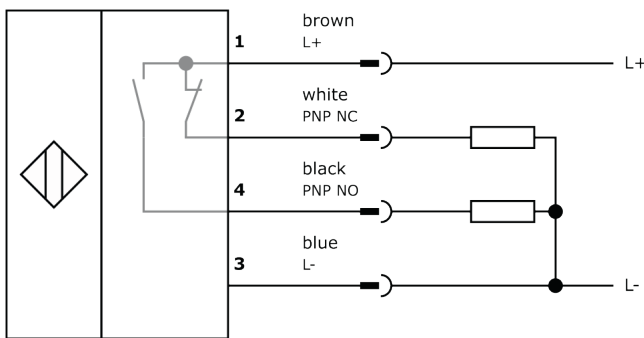 brown
1 L+
L+
white
2 PNP NC
black
4 PNP NO
blue
3 L-
L-